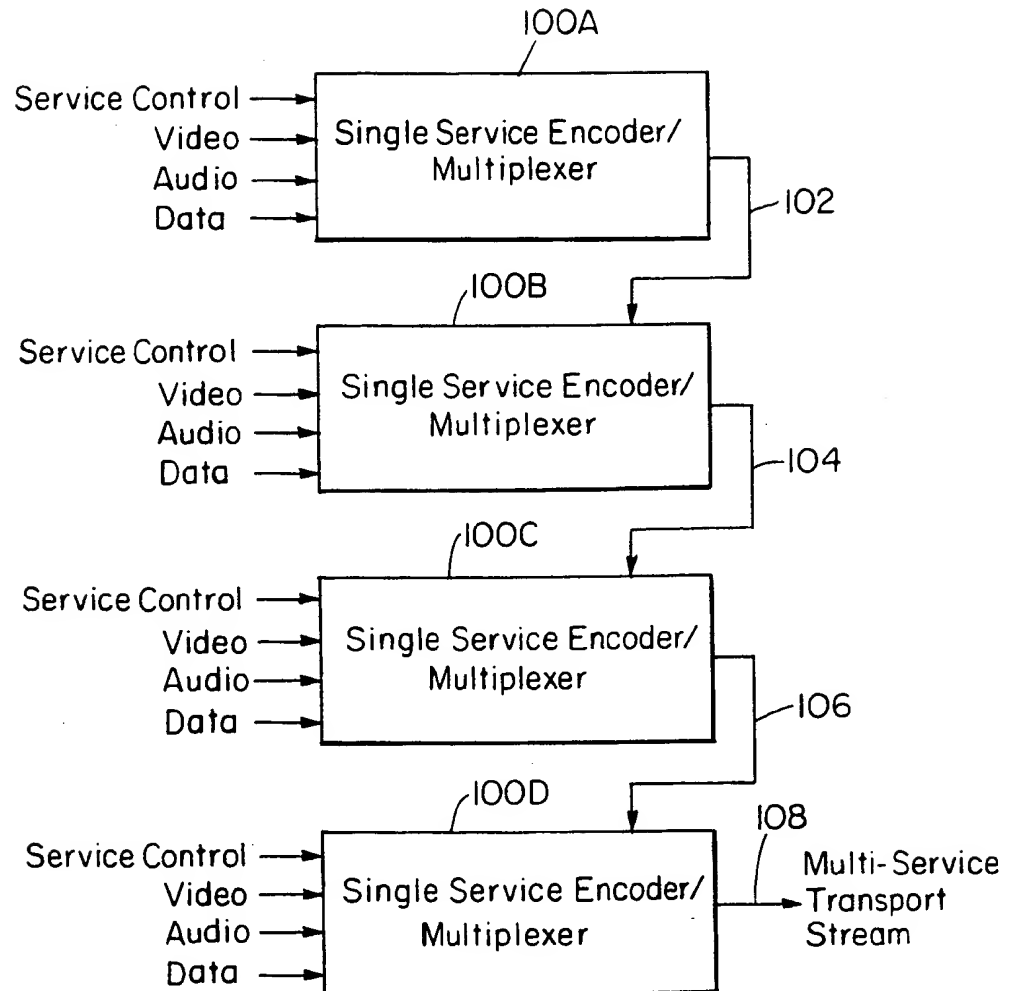 100A
Service Control
Video
Audio
Data
Single Service Encoder/
Multiplexer
102
100B
Service Control
Video
Audio
Data
Single Service Encoder/
Multiplexer
104
100C
Service Control
Video
Audio
Data
Single Service Encoder/
Multiplexer
106
100D
Service Control
Video
Audio
Data
Single Service Encoder/
Multiplexer
108
Multi-Service
Transport
Stream